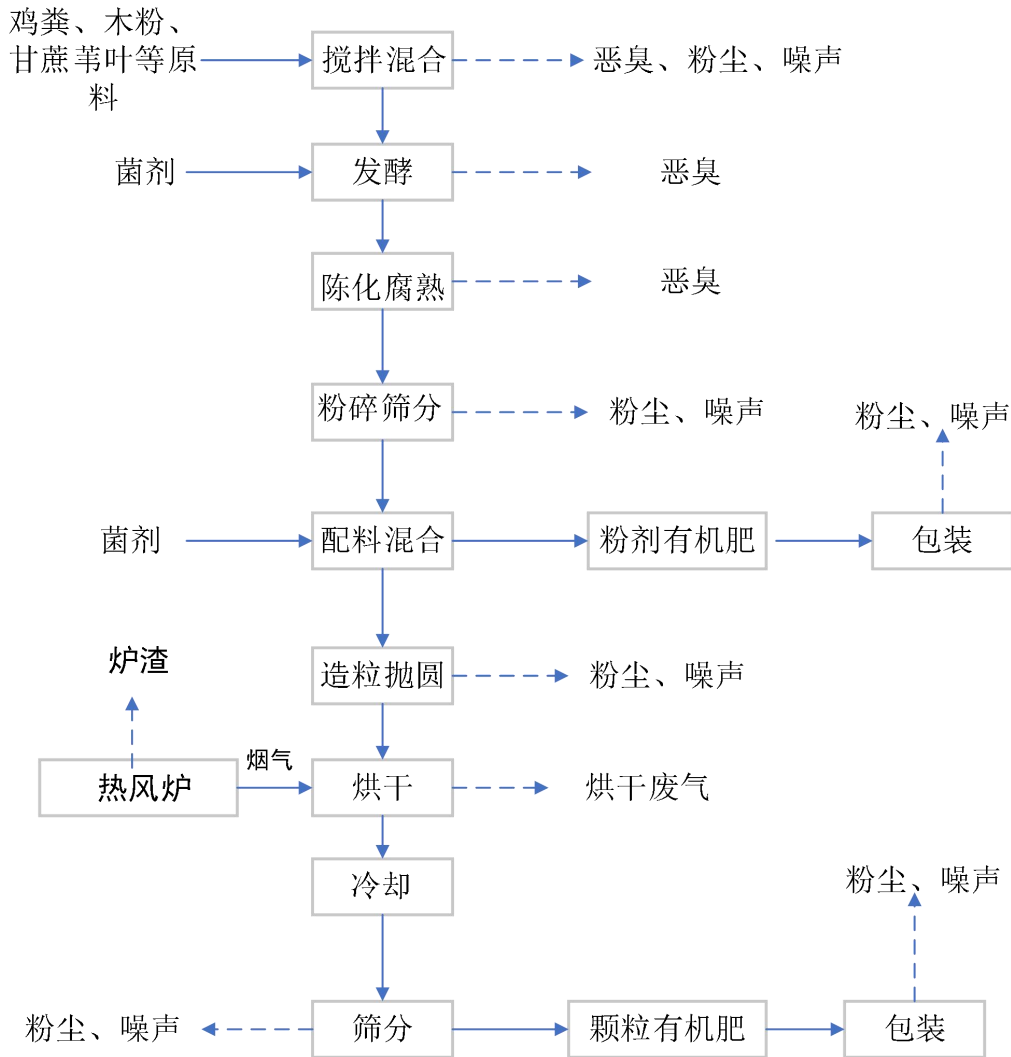 鸡粪、木粉、
甘蔗苇叶等原
料
搅拌混合
恶臭、粉尘、噪声
菌剂
发酵
恶臭
陈化腐熟
恶臭
粉碎筛分
粉尘、噪声
粉尘、噪声
菌剂
配料混合
粉剂有机肥
包装
炉渣
造粒抛圆
粉尘、噪声
热风炉
烟气
烘干
烘干废气
冷却
粉尘、噪声
粉尘、噪声
筛分
颗粒有机肥
包装